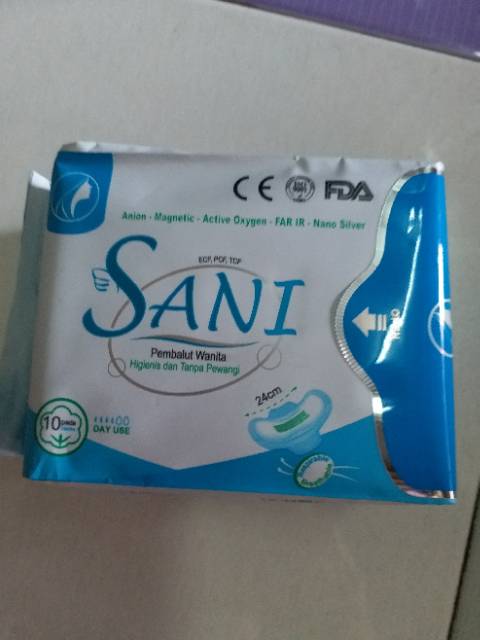 CE FDA
Anion - Magnetic - Active Oxygen - FAR IR - Nano Silver
ECF, PCF, TCF
SANI
Pembalut Wanita
Higienis dan Tanpa Pewangi
24cm
10 pads
DAY USE